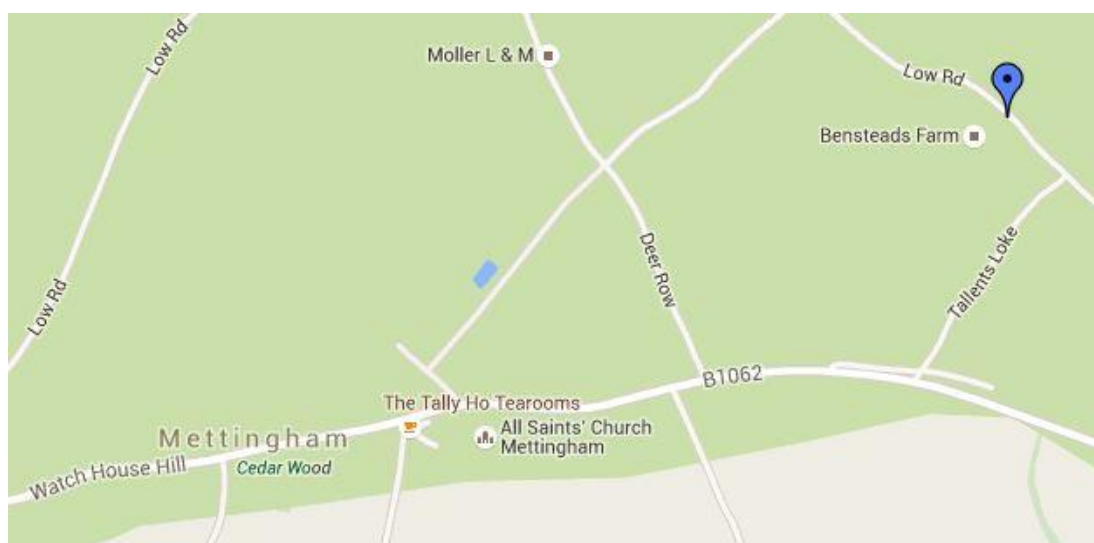 Low Rd
Moller L & M
Low Rd
Bensteads Farm
Deer Row
Tallents Loke
Low Rd
B1062
The Tally Ho Tearooms
All Saints' Church
Mettingham
Mettingham
Cedar Wood
Watch House Hill